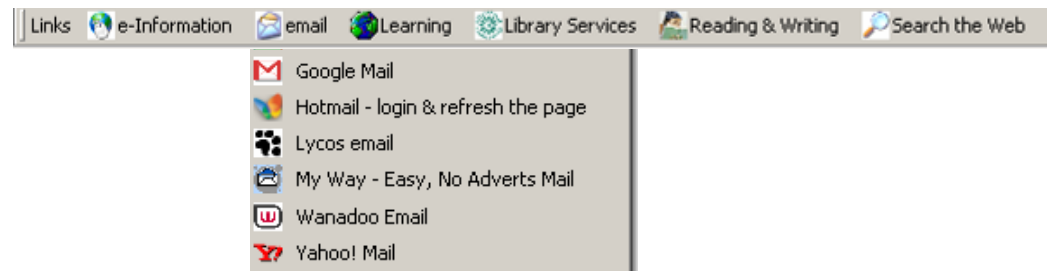 Links e-Information email Learning Library Services Reading & Writing Search the Web
Google Mail
Hotmail - login & refresh the page
Lycos email
My Way - Easy, No Adverts Mail
Wanadoo Email
Yahoo! Mail